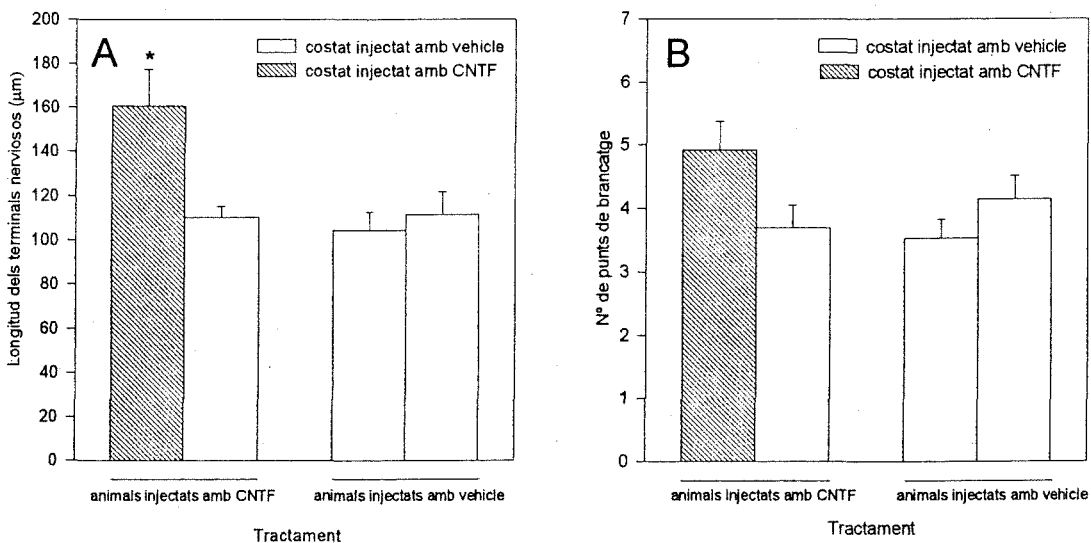 A
*
costat injectat amb vehicle
costat injectat amb CNTF
Longitud dels terminals nerviosos (µm)
200
180
160
140
120
100
80
60
40
20
0
animals injectats amb CNTF
animals injectats amb vehicle
Tractament
B
costat injectat amb vehicle
costat injectat amb CNTF
Nº de punts de brancatge
7
6
5
4
3
2
1
0
animals injectats amb CNTF
animals injectats amb vehicle
Tractament